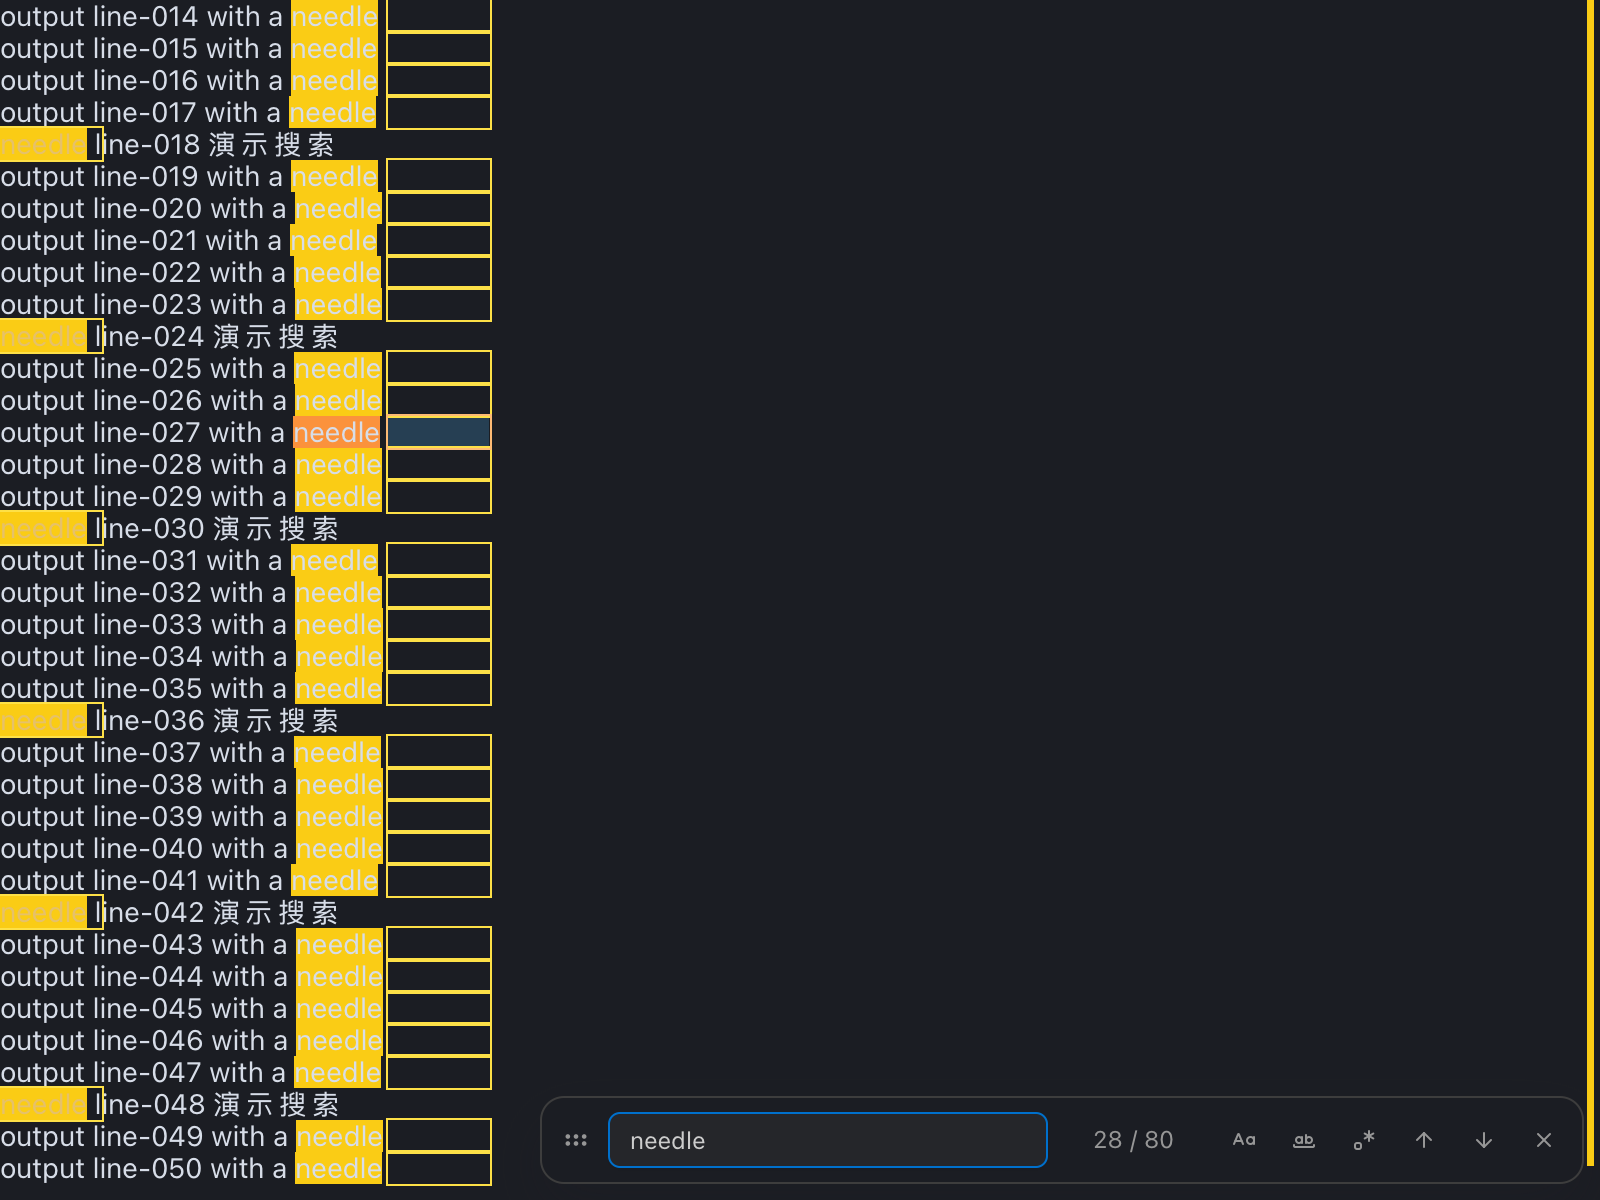 output line-014 with a needle
output line-015 with a needle
output line-016 with a needle
output line-017 with a needle
needle line-018 演示搜索
output line-019 with a needle
output line-020 with a needle
output line-021 with a needle
output line-022 with a needle
output line-023 with a needle
needle line-024 演示搜索
output line-025 with a needle
output line-026 with a needle
output line-027 with a needle
output line-028 with a needle
output line-029 with a needle
needle line-030 演示搜索
output line-031 with a needle
output line-032 with a needle
output line-033 with a needle
output line-034 with a needle
output line-035 with a needle
needle line-036 演示搜索
output line-037 with a needle
output line-038 with a needle
output line-039 with a needle
output line-040 with a needle
output line-041 with a needle
needle line-042 演示搜索
output line-043 with a needle
output line-044 with a needle
output line-045 with a needle
output line-046 with a needle
output line-047 with a needle
needle line-048 演示搜索
output line-049 with a needle
output line-050 with a needle
needle 28 / 80 Aa ab .*